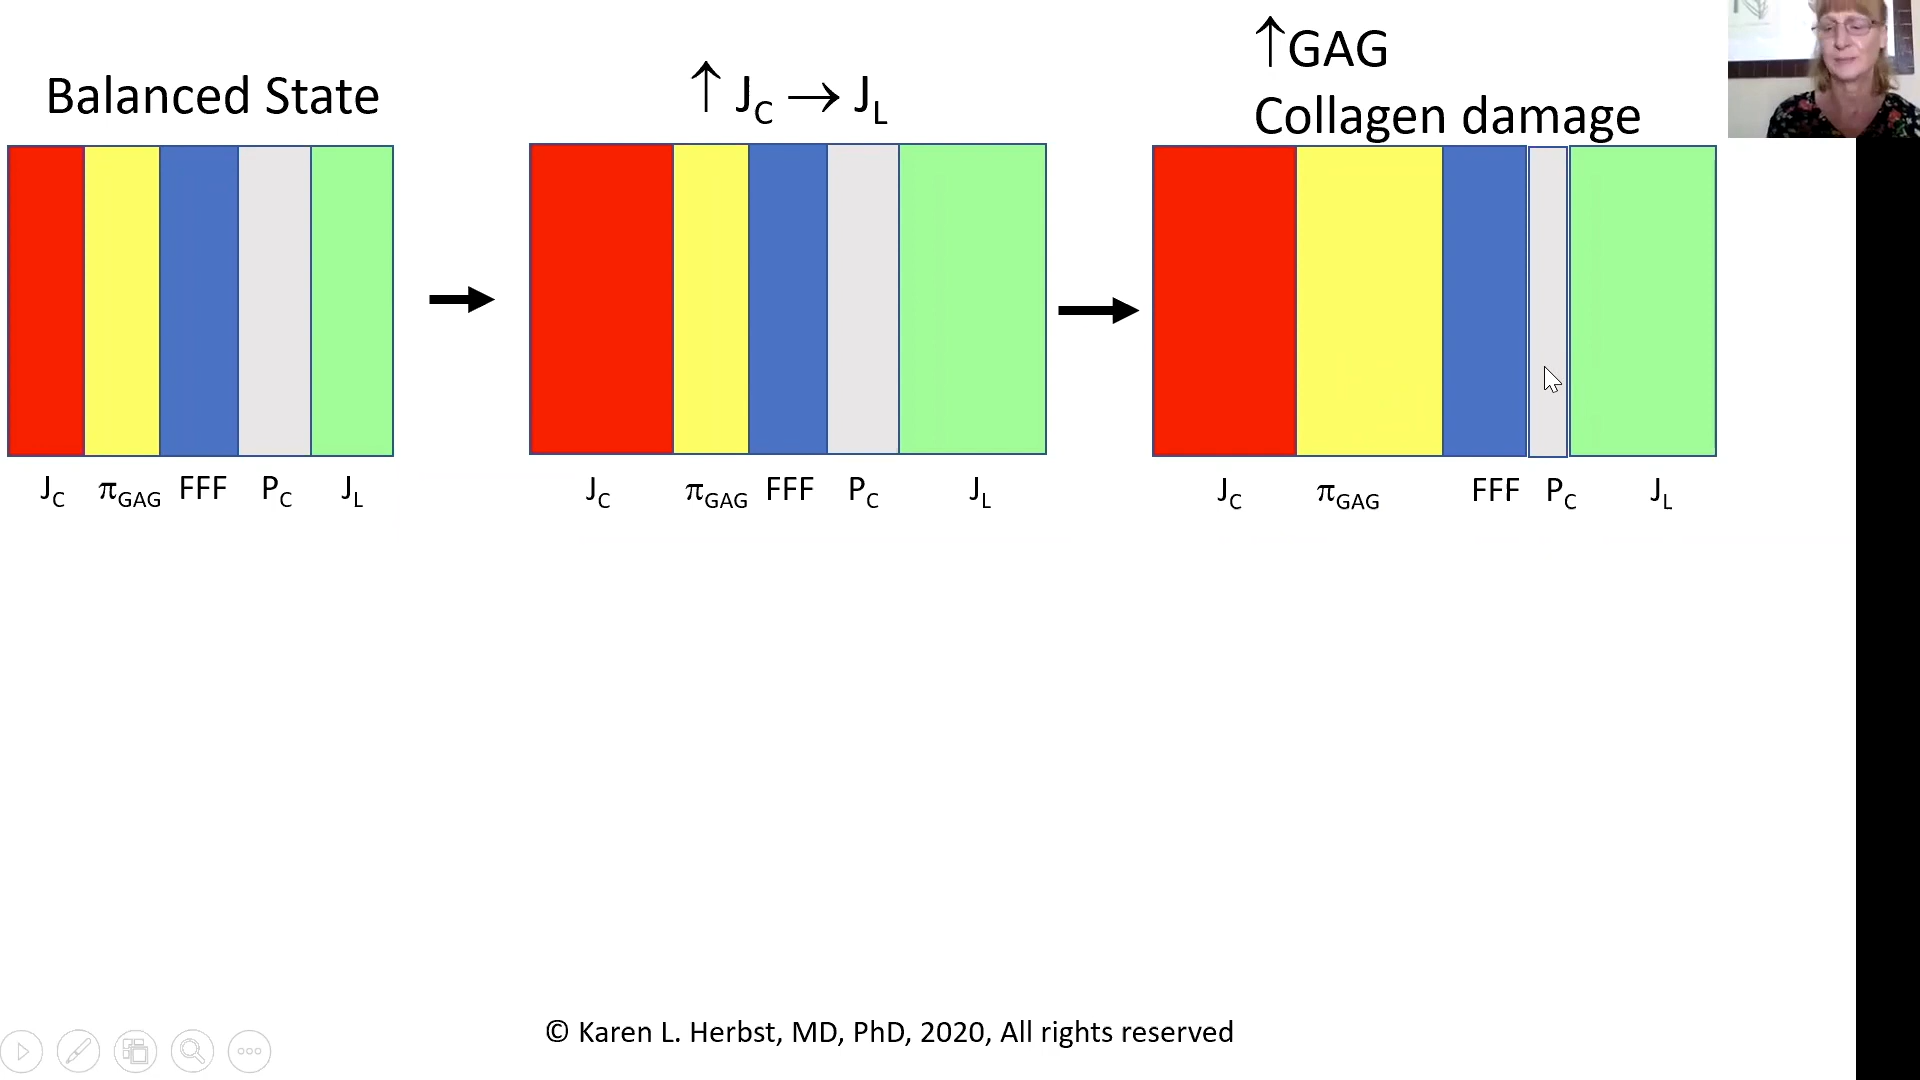 Balanced State
↑ J_C → J_L
↑GAG
Collagen damage
J_C π_GAG FFF P_C J_L
J_C π_GAG FFF P_C J_L
J_C π_GAG FFF P_C J_L
© Karen L. Herbst, MD, PhD, 2020, All rights reserved